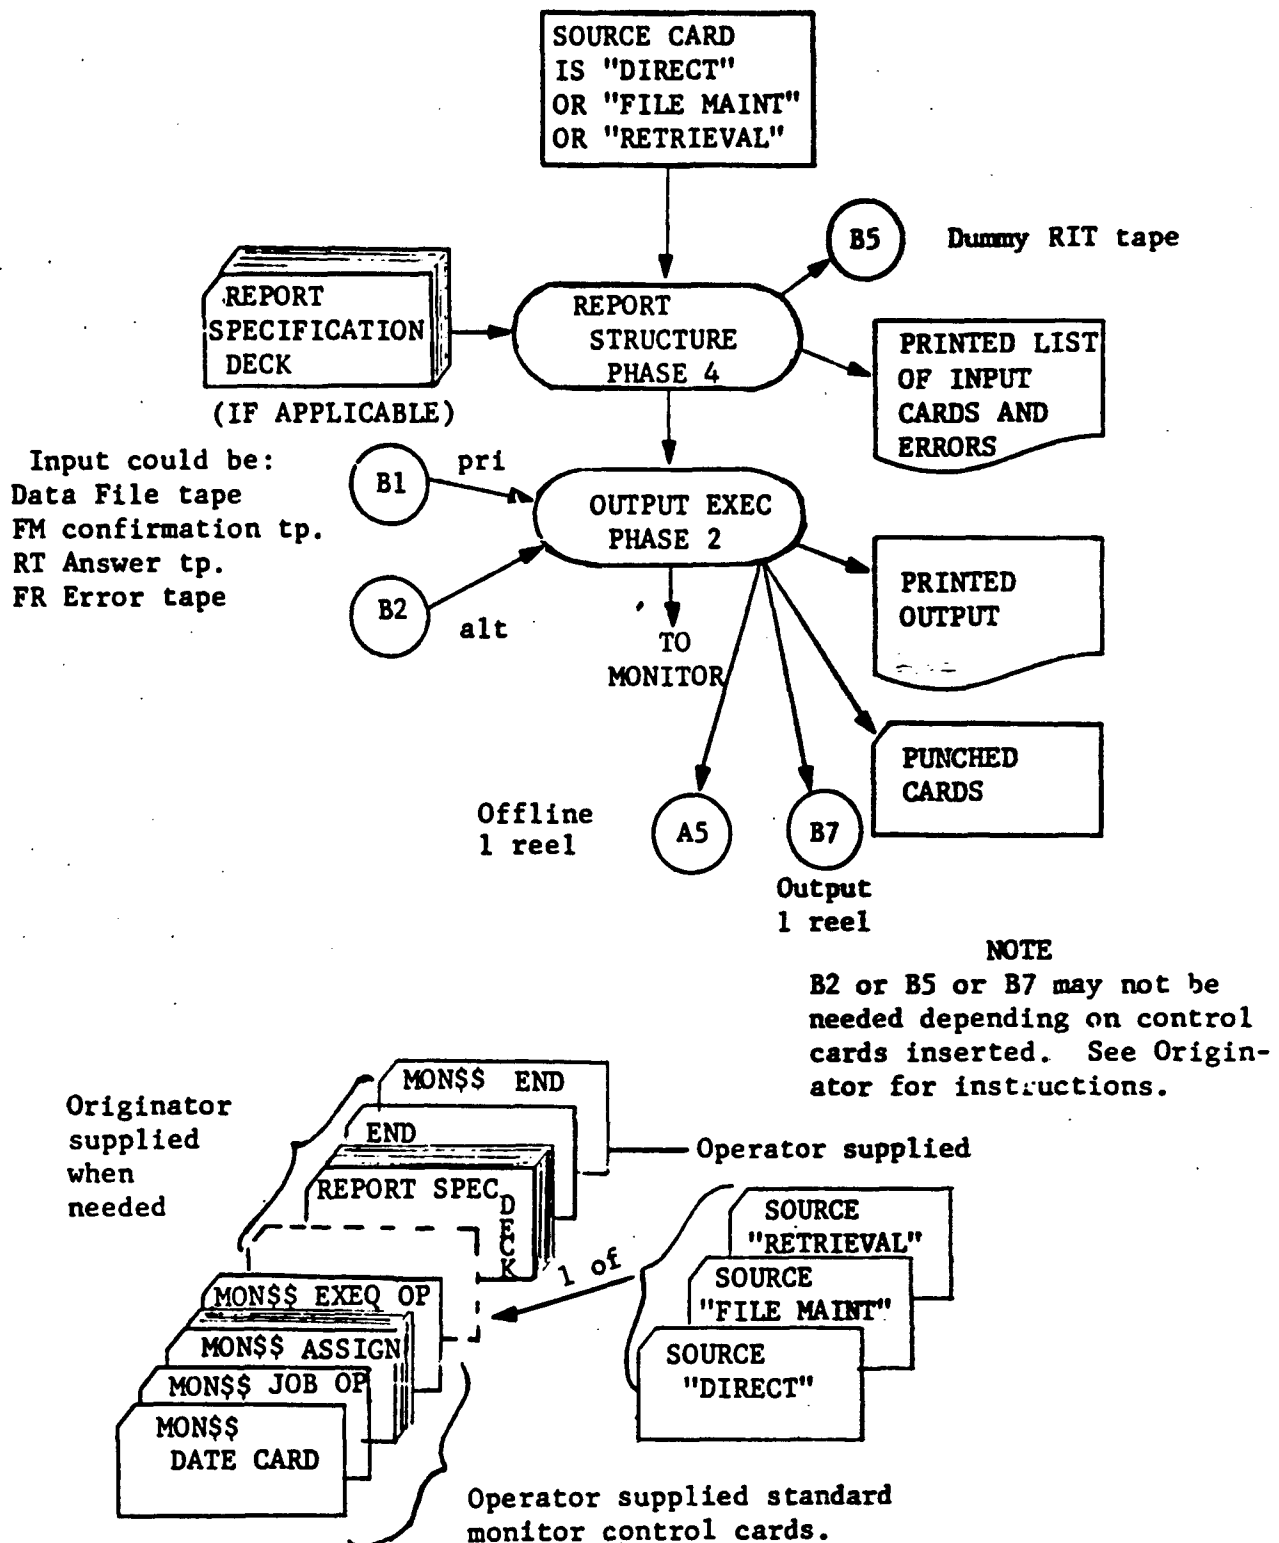 SOURCE CARD
IS "DIRECT"
OR "FILE MAINT"
OR "RETRIEVAL"
B5
Dummy RIT tape
REPORT
SPECIFICATION
DECK
(IF APPLICABLE)
REPORT
STRUCTURE
PHASE 4
PRINTED LIST
OF INPUT
CARDS AND
ERRORS
Input could be:
Data File tape
FM confirmation tp.
RT Answer tp.
FR Error tape
B1
pri
B2
alt
OUTPUT EXEC
PHASE 2
TO
MONITOR
PRINTED
OUTPUT
PUNCHED
CARDS
Offline
1 reel
A5
B7
Output
1 reel
NOTE
B2 or B5 or B7 may not be
needed depending on control
cards inserted. See Origin-
ator for instructions.
Originator
supplied
when
needed
MON$$ END
END
Operator supplied
REPORT SPEC
DECK
1 of
MON$$ EXEQ OP
MON$$ ASSIGN
MON$$ JOB OP
MON$$
DATE CARD
SOURCE
"RETRIEVAL"
SOURCE
"FILE MAINT"
SOURCE
"DIRECT"
Operator supplied standard
monitor control cards.